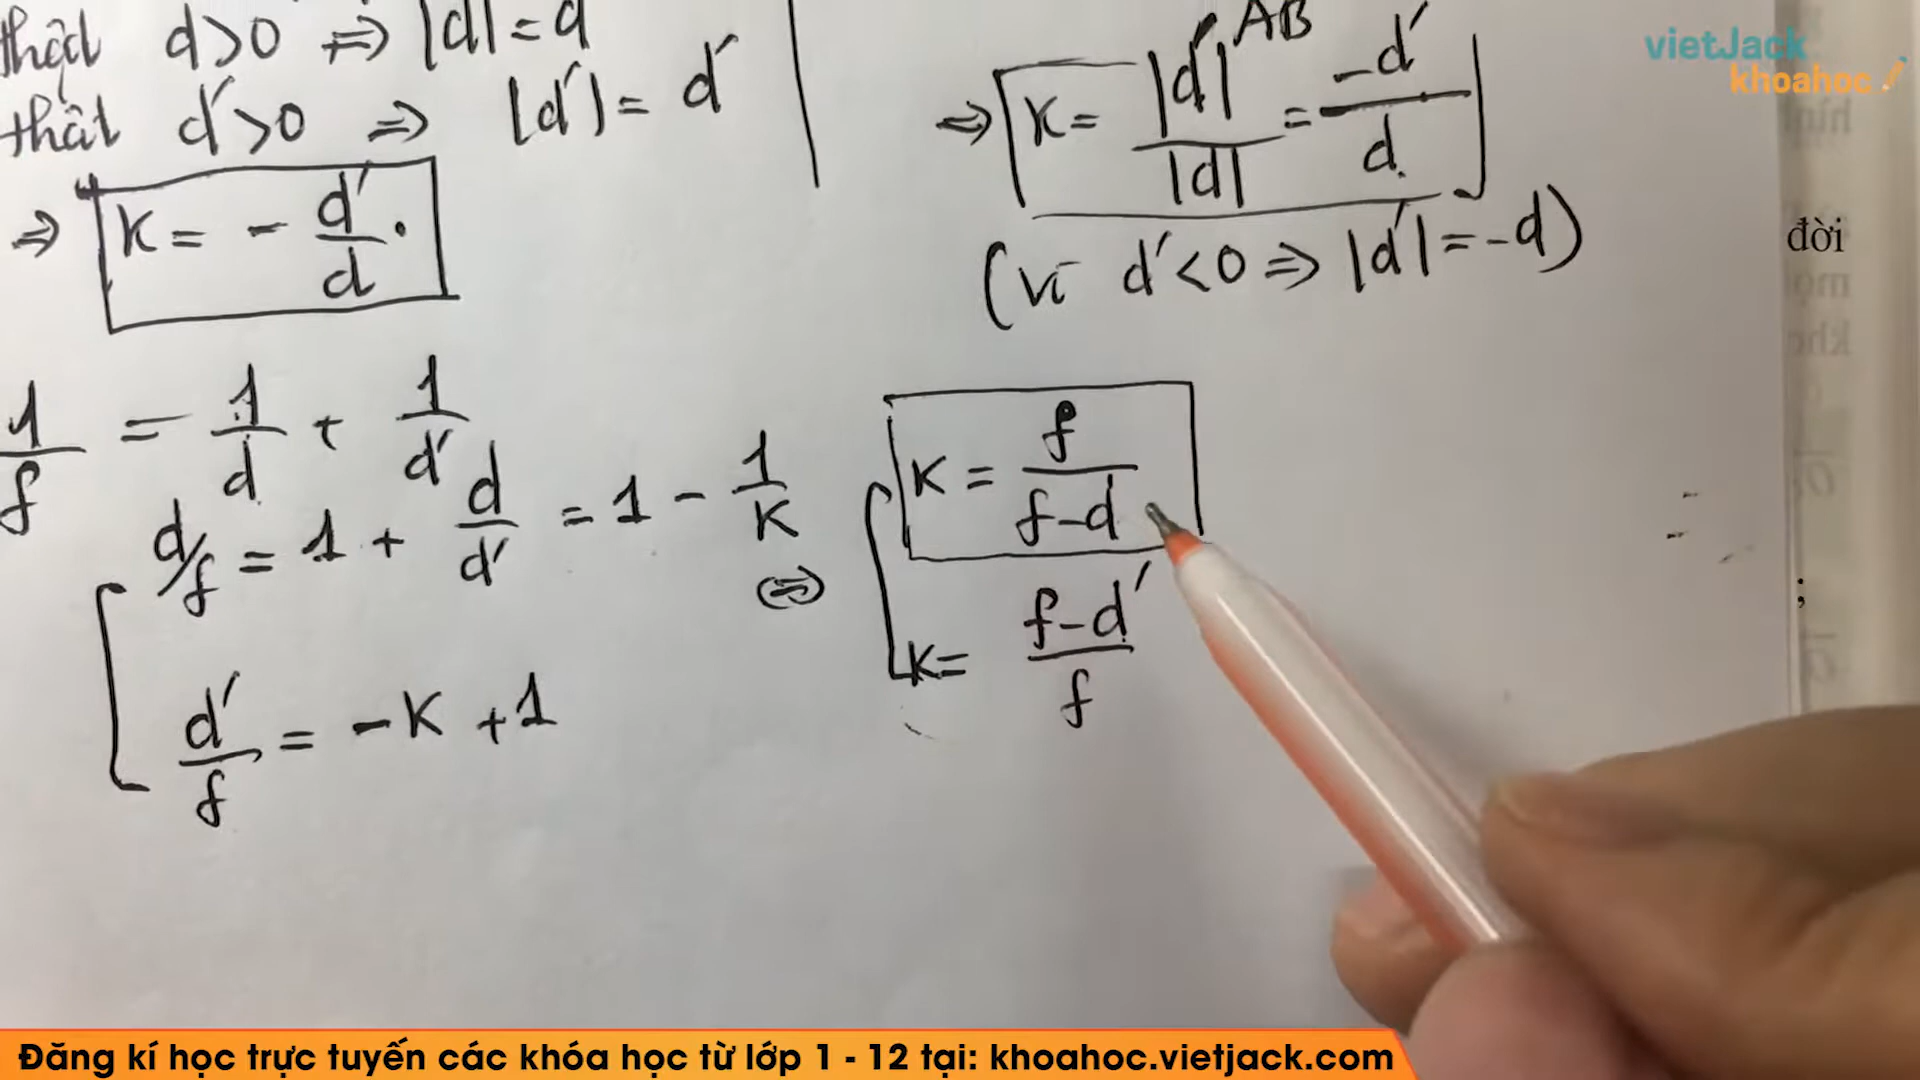 thật d>0 => |d| = d
thật d'>0 => |d'| = d'
=> K = - d'/d .
AB
=> K = |d'|/|d| = -d'/d
(vì d'<0 => |d'| = -d)
1/f = 1/d + 1/d'
d/f = 1 + d/d' = 1 - 1/K
d'/f = -K + 1
<=> K = f/(f-d)
K = (f-d')/f
vietJack
khoahoc
đời
;
Đăng kí học trực tuyến các khóa học từ lớp 1 - 12 tại: khoahoc.vietjack.com